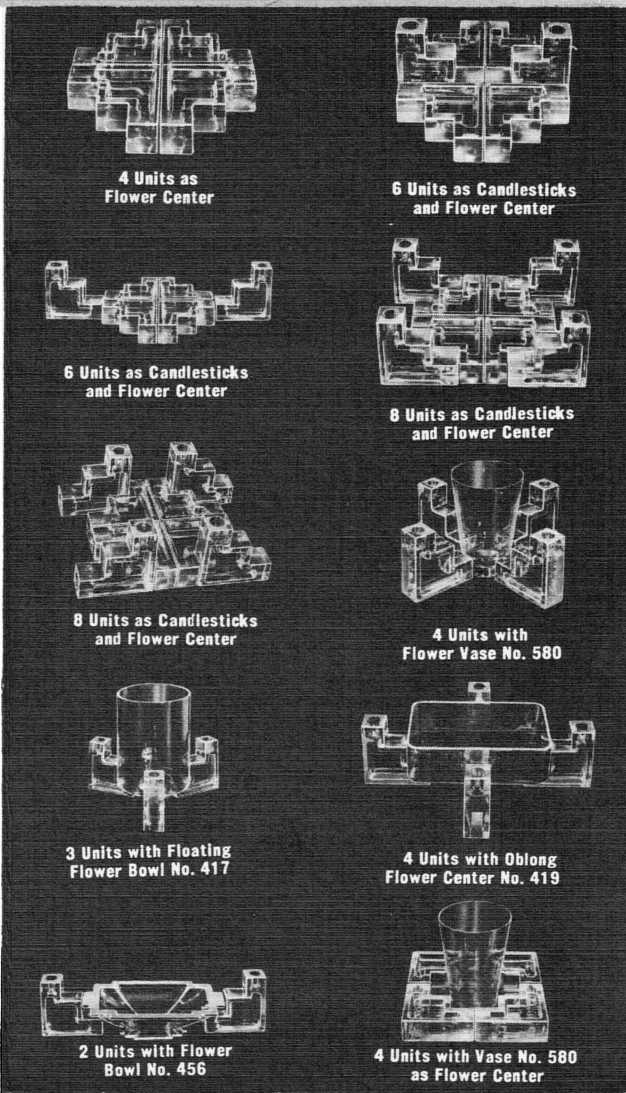 4 Units as
Flower Center
6 Units as Candlesticks
and Flower Center
6 Units as Candlesticks
and Flower Center
8 Units as Candlesticks
and Flower Center
8 Units as Candlesticks
and Flower Center
4 Units with
Flower Vase No. 580
3 Units with Floating
Flower Bowl No. 417
4 Units with Oblong
Flower Center No. 419
2 Units with Flower
Bowl No. 456
4 Units with Vase No. 580
as Flower Center